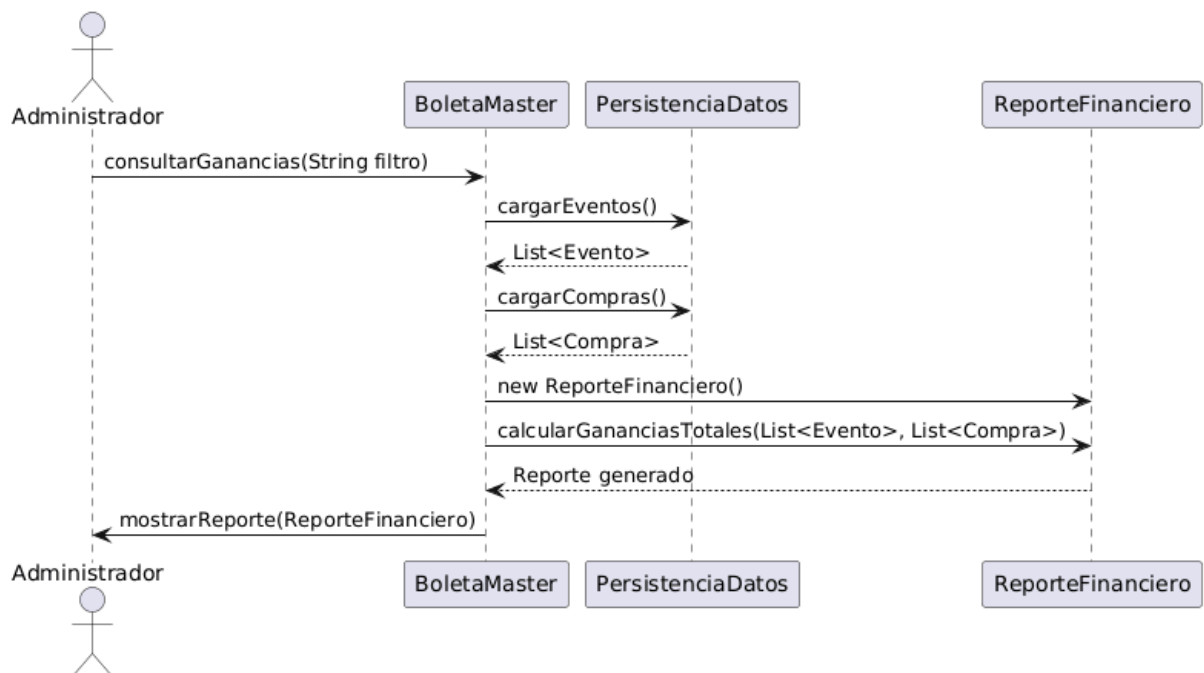 Administrador
BoletaMaster
PersistenciaDatos
ReporteFinanciero
consultarGanancias(String filtro)
cargarEventos()
List<Evento>
cargarCompras()
List<Compra>
new ReporteFinanciero()
calcularGananciasTotales(List<Evento>, List<Compra>)
Reporte generado
mostrarReporte(ReporteFinanciero)
Administrador
BoletaMaster
PersistenciaDatos
ReporteFinanciero